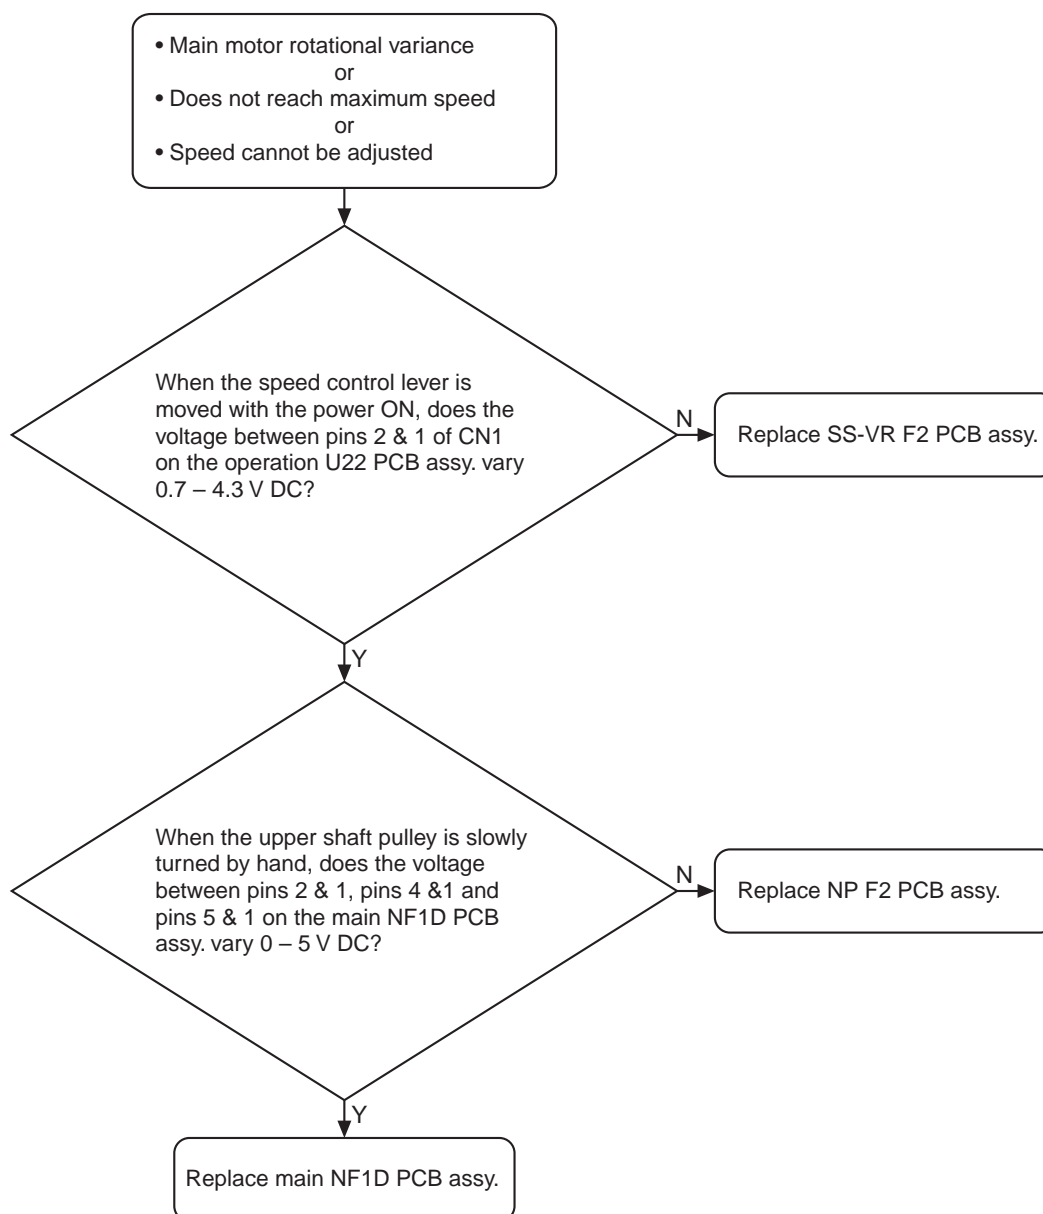 • Main motor rotational variance
or
• Does not reach maximum speed
or
• Speed cannot be adjusted
When the speed control lever is
moved with the power ON, does the
voltage between pins 2 & 1 of CN1
on the operation U22 PCB assy. vary
0.7 – 4.3 V DC?
N
Replace SS-VR F2 PCB assy.
Y
When the upper shaft pulley is slowly
turned by hand, does the voltage
between pins 2 & 1, pins 4 &1 and
pins 5 & 1 on the main NF1D PCB
assy. vary 0 – 5 V DC?
N
Replace NP F2 PCB assy.
Y
Replace main NF1D PCB assy.